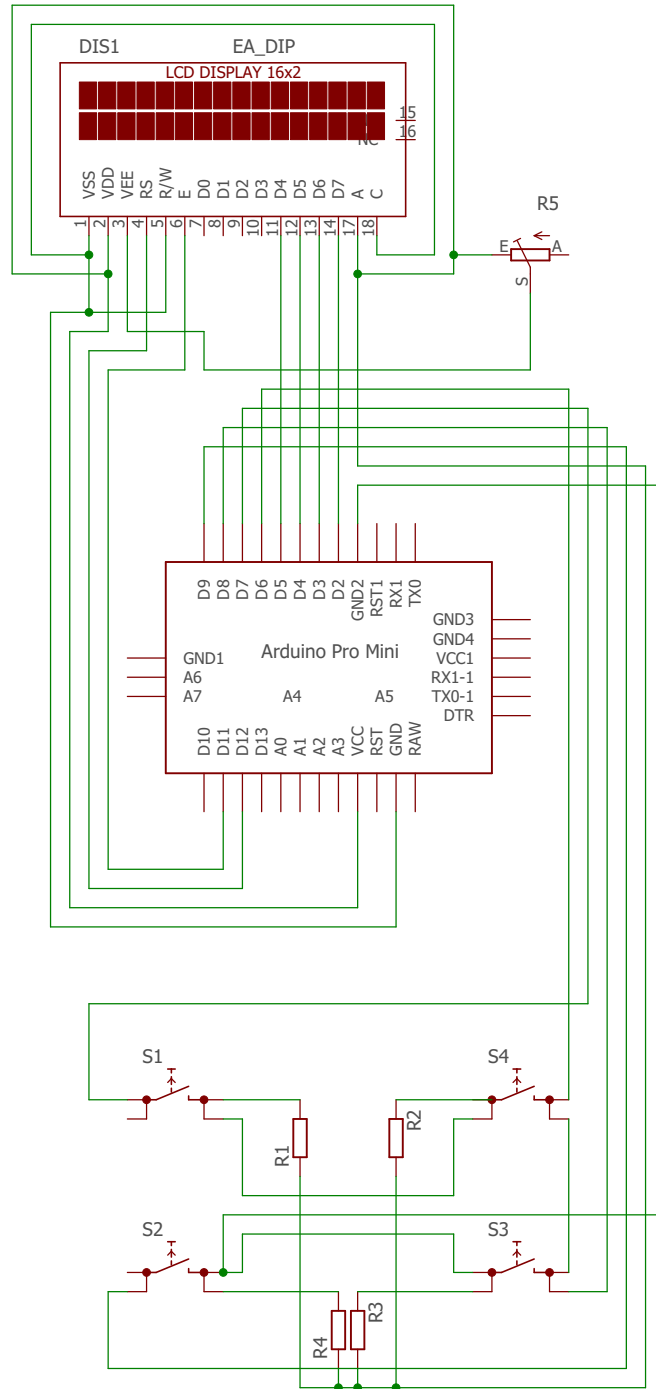 DIS1 EA_DIP
LCD DISPLAY 16x2
15
16
NC
VSS VDD VEE RS R/W E D0 D1 D2 D3 D4 D5 D6 D7 A C
1 2 3 4 5 6 7 8 9 10 11 12 13 14 17 18
R5
E A
S
D9 D8 D7 D6 D5 D4 D3 D2 GND2 RST1 RX1 TX0
GND3
GND4
Arduino Pro Mini
GND1 VCC1
A6 RX1-1
A7 A4 A5 TX0-1
DTR
D10 D11 D12 D13 A0 A1 A2 A3 VCC RST GND RAW
S1 S4
R1 R2
S2 S3
R4 R3